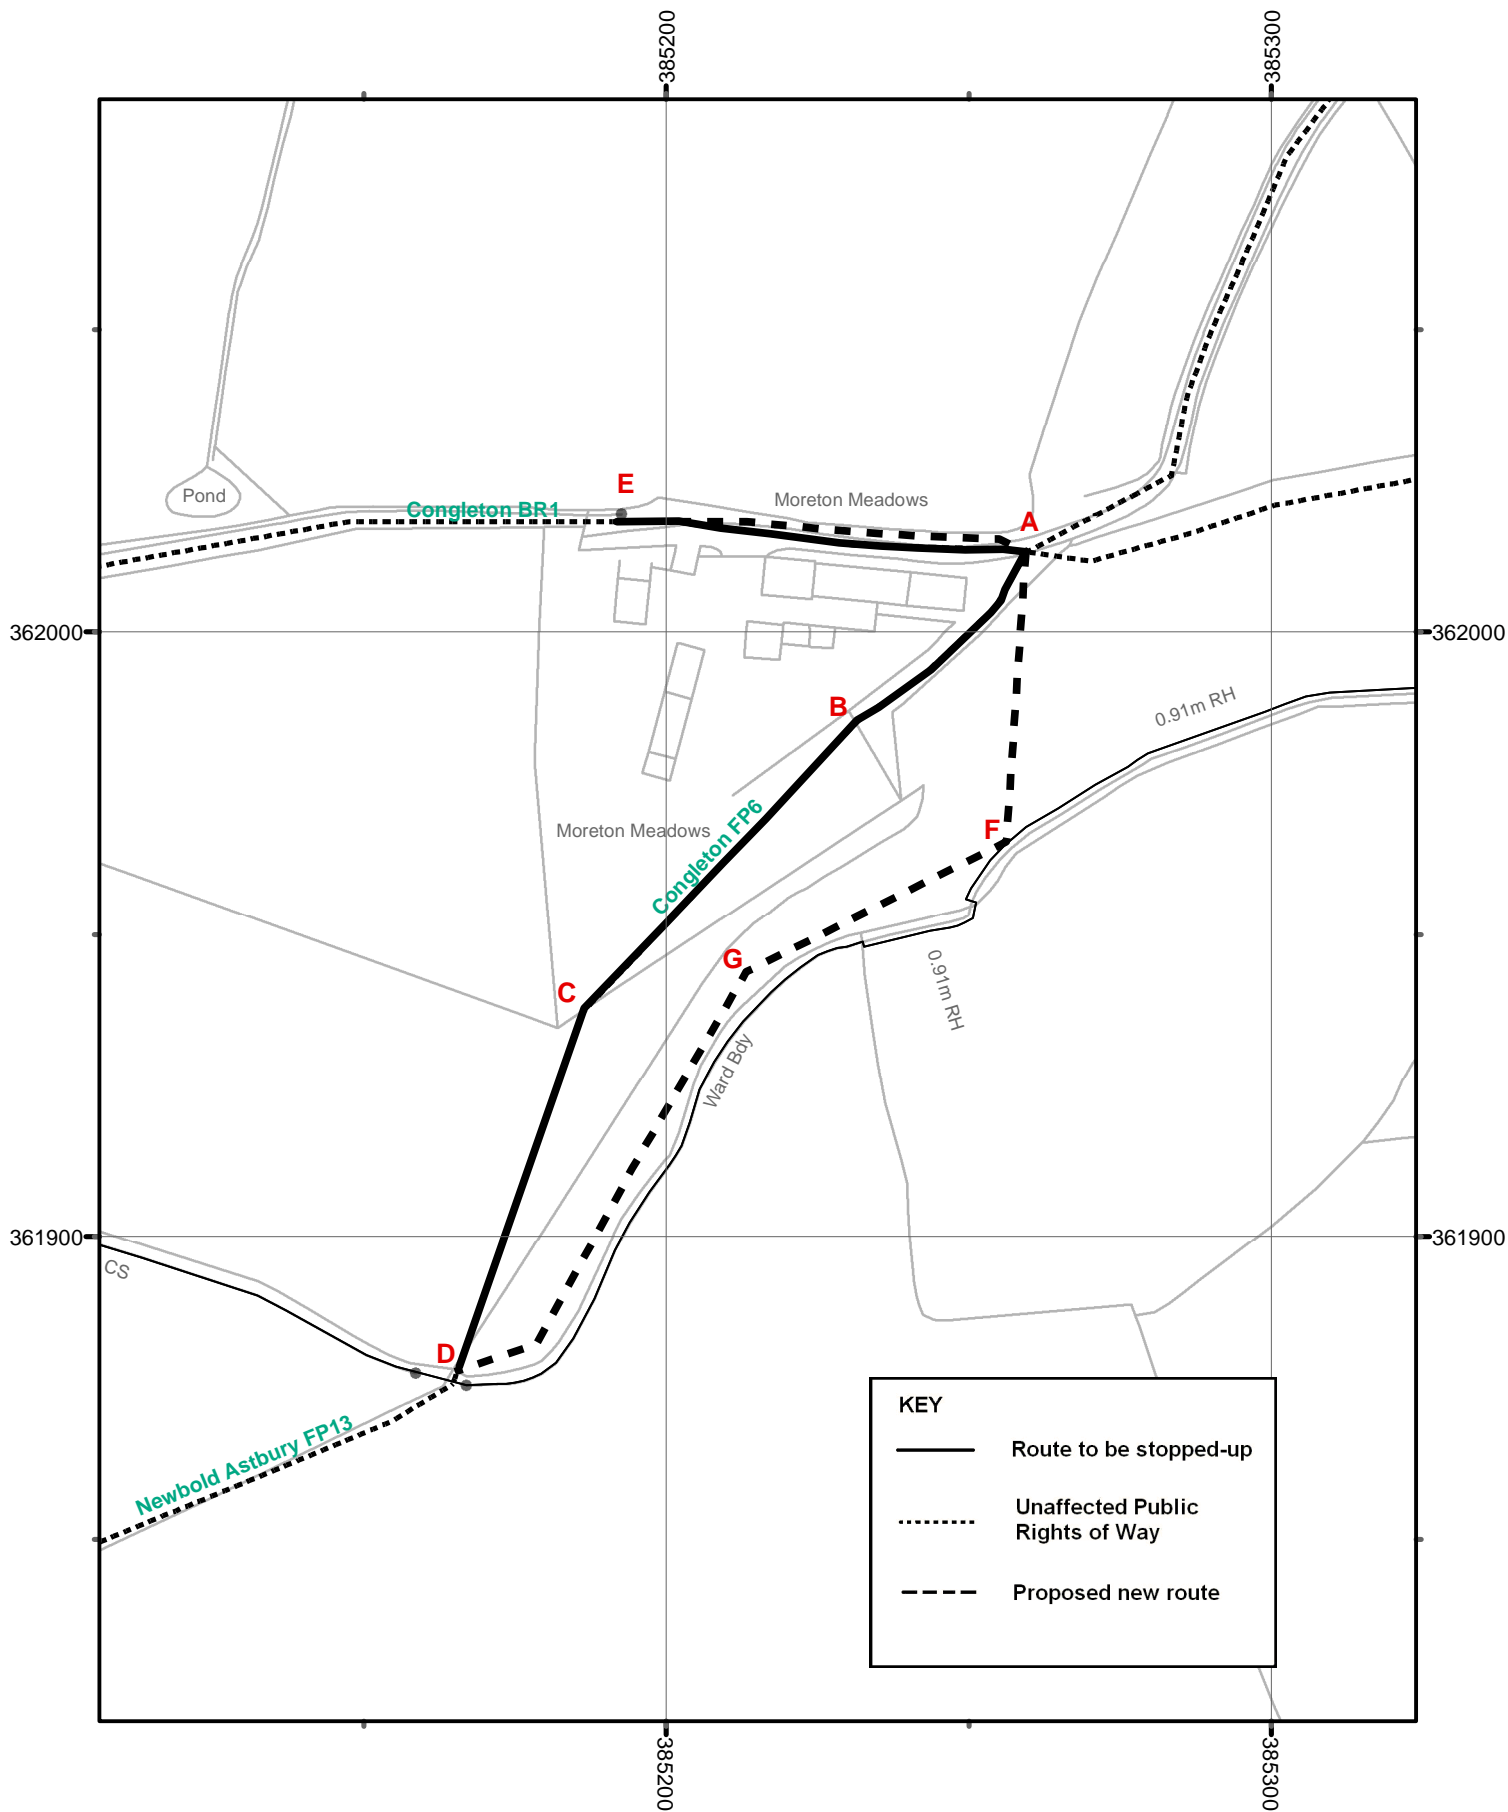 385200
385300
E
Pond
Congleton BR1
Moreton Meadows
A
362000
362000
B
0.91m RH
Moreton Meadows
Congleton FP6
F
G
C
0.91m RH
Ward Bdy
361900
361900
CS
D
Newbold Astbury FP13
KEY
Route to be stopped-up
Unaffected Public
Rights of Way
Proposed new route
385200
385300